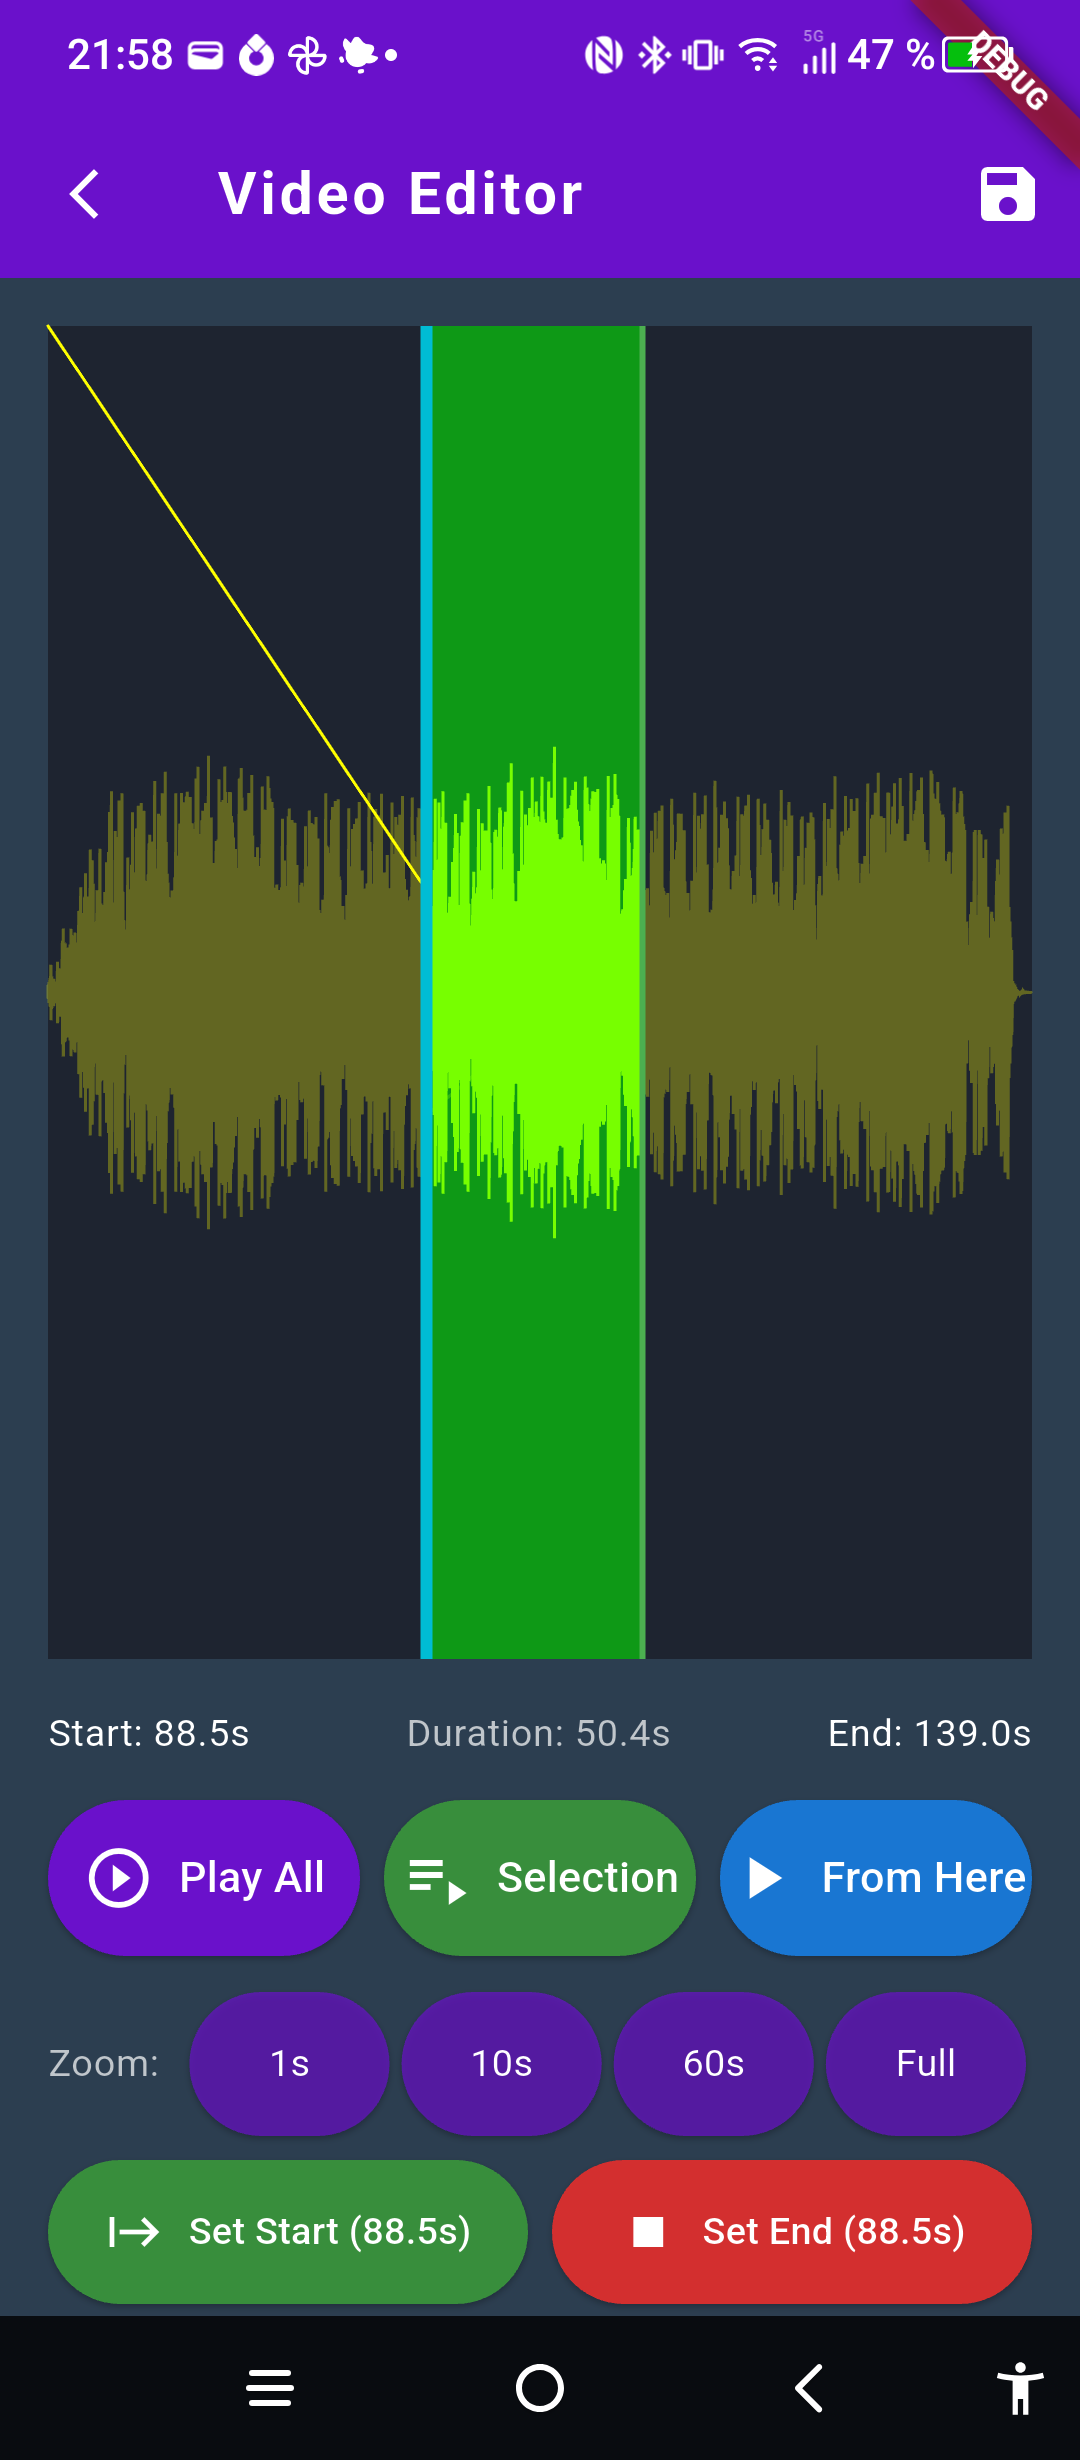 21:58
5G
47 %
DEBUG
Video Editor
Start: 88.5s
Duration: 50.4s
End: 139.0s
Play All
Selection
From Here
Zoom:
1s
10s
60s
Full
Set Start (88.5s)
Set End (88.5s)